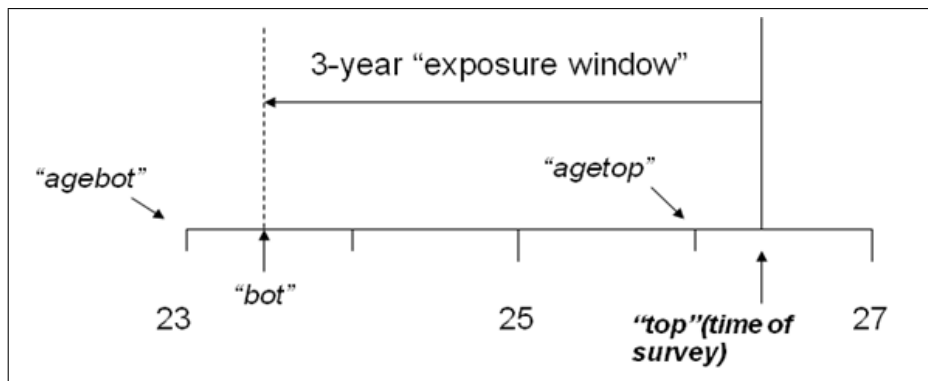 3-year “exposure window”
“agebot”
“agetop”
“bot”
23
25
“top”(time of
survey)
27